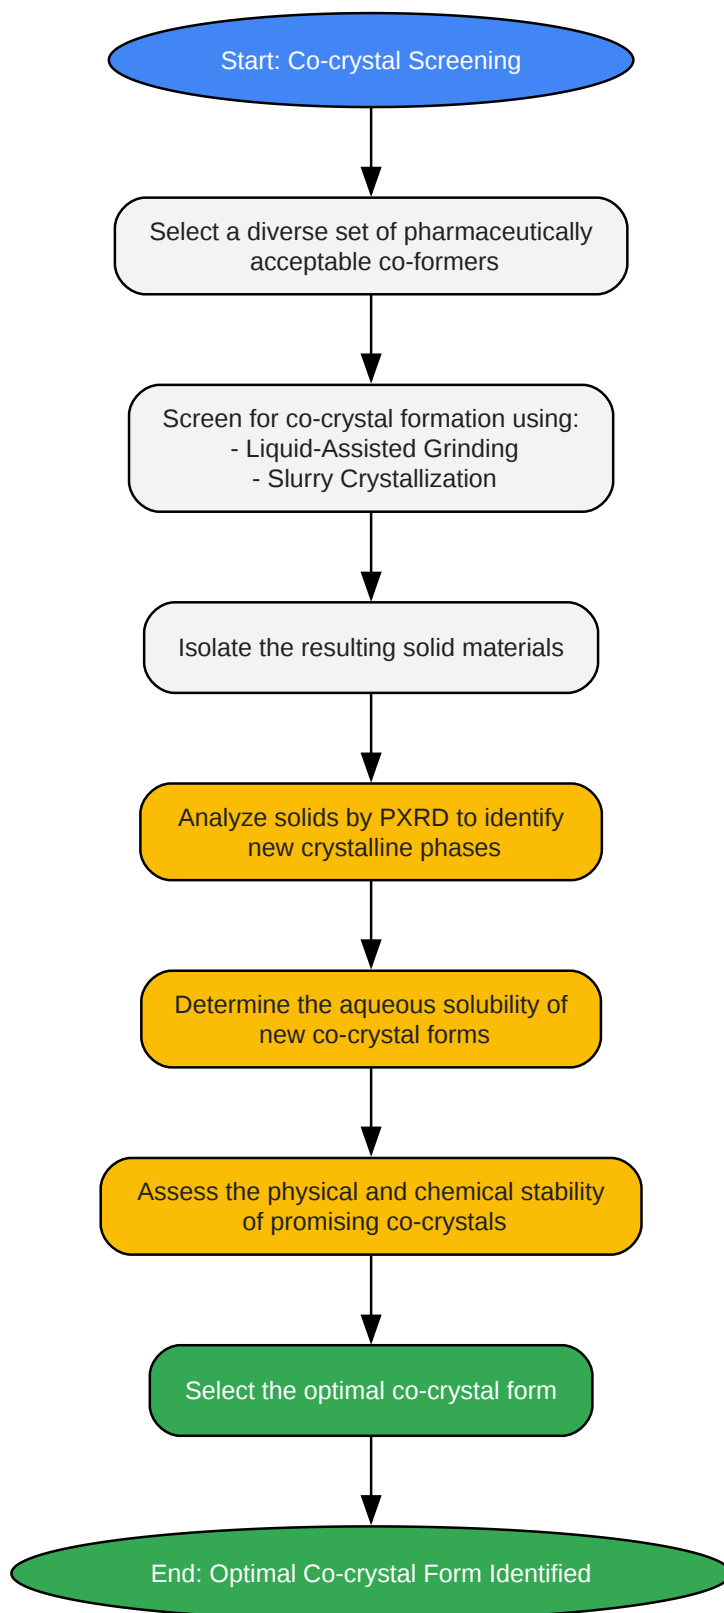 Start: Co-crystal Screening
Select a diverse set of pharmaceutically
acceptable co-formers
Screen for co-crystal formation using:
- Liquid-Assisted Grinding
- Slurry Crystallization
Isolate the resulting solid materials
Analyze solids by PXRD to identify
new crystalline phases
Determine the aqueous solubility of
new co-crystal forms
Assess the physical and chemical stability
of promising co-crystals
Select the optimal co-crystal form
End: Optimal Co-crystal Form Identified